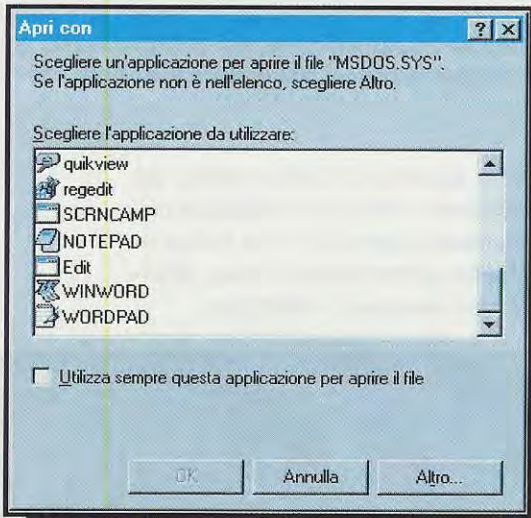 Apri con
Scegliere un'applicazione per aprire il file "MSDOS.SYS".
Se l'applicazione non è nell'elenco, scegliere Altro.
Scegliere l'applicazione da utilizzare:
quikview
regedit
SCRNCAMP
NOTEPAD
Edit
WINWORD
WORDPAD
Utilizza sempre questa applicazione per aprire il file
OK
Annulla
Altro...